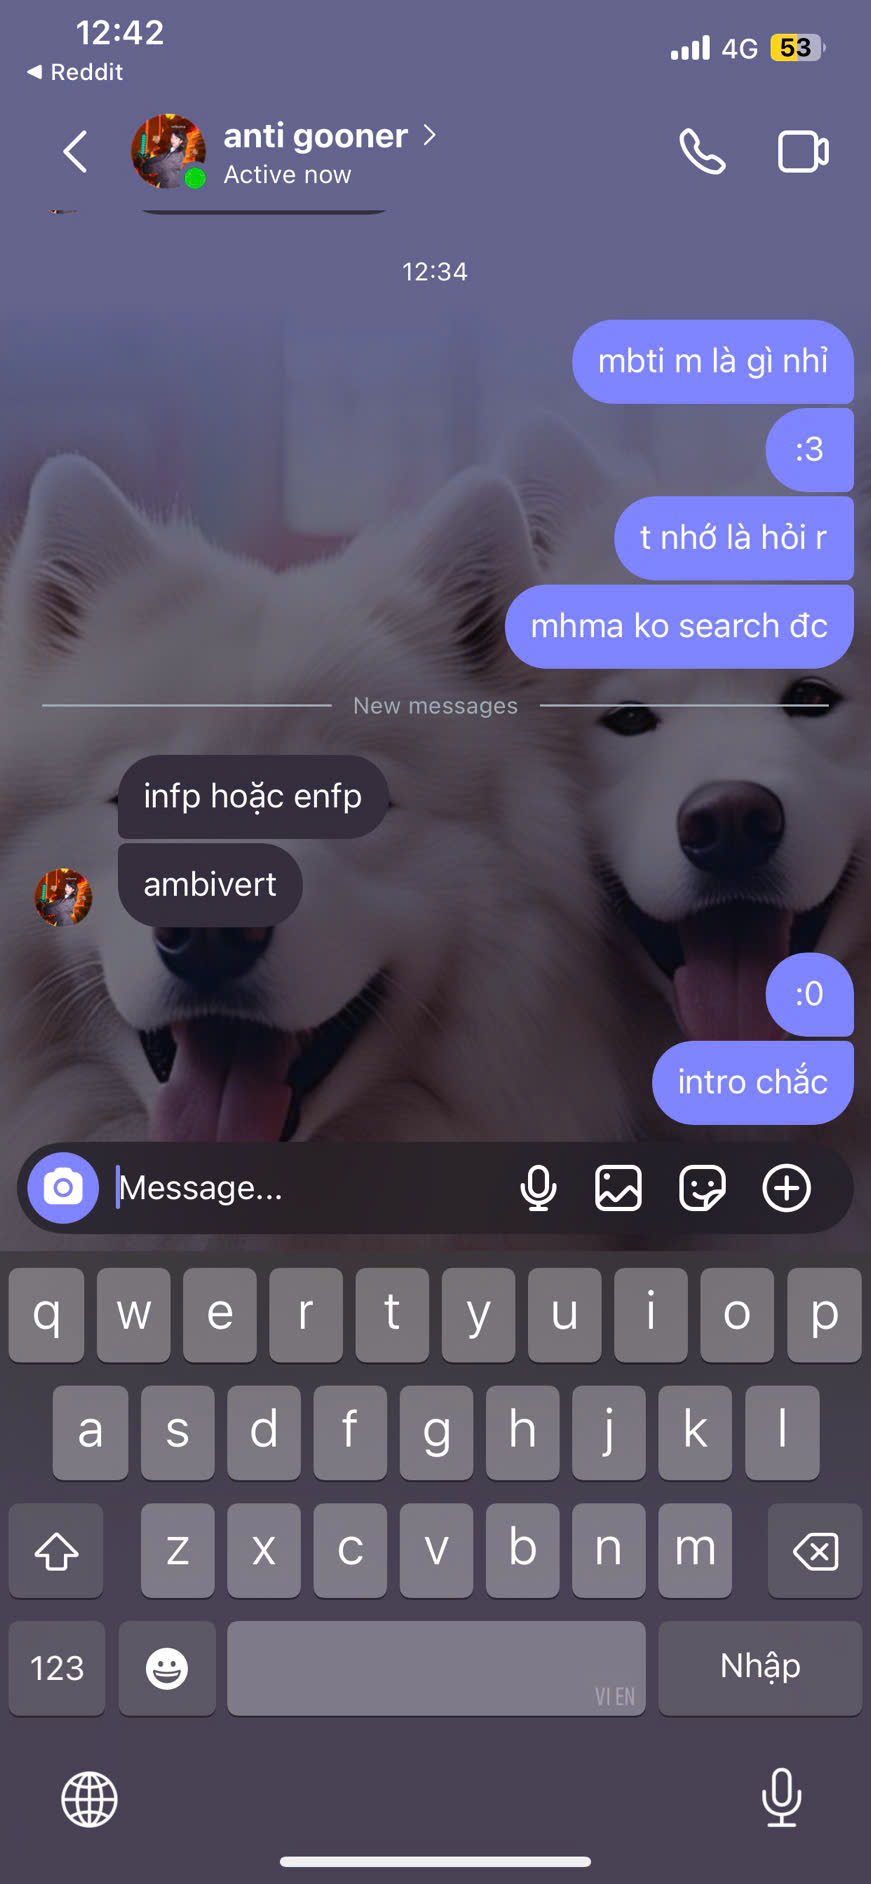 12:42
4G 53
◀ Reddit
anti gooner
Active now
12:34
mbti m là gì nhỉ
:3
t nhớ là hỏi r
mhma ko search đc
New messages
infp hoặc enfp
ambivert
:0
intro chắc
Message...
q w e r t y u i o p
a s d f g h j k l
z x c v b n m
123
VI EN
Nhập